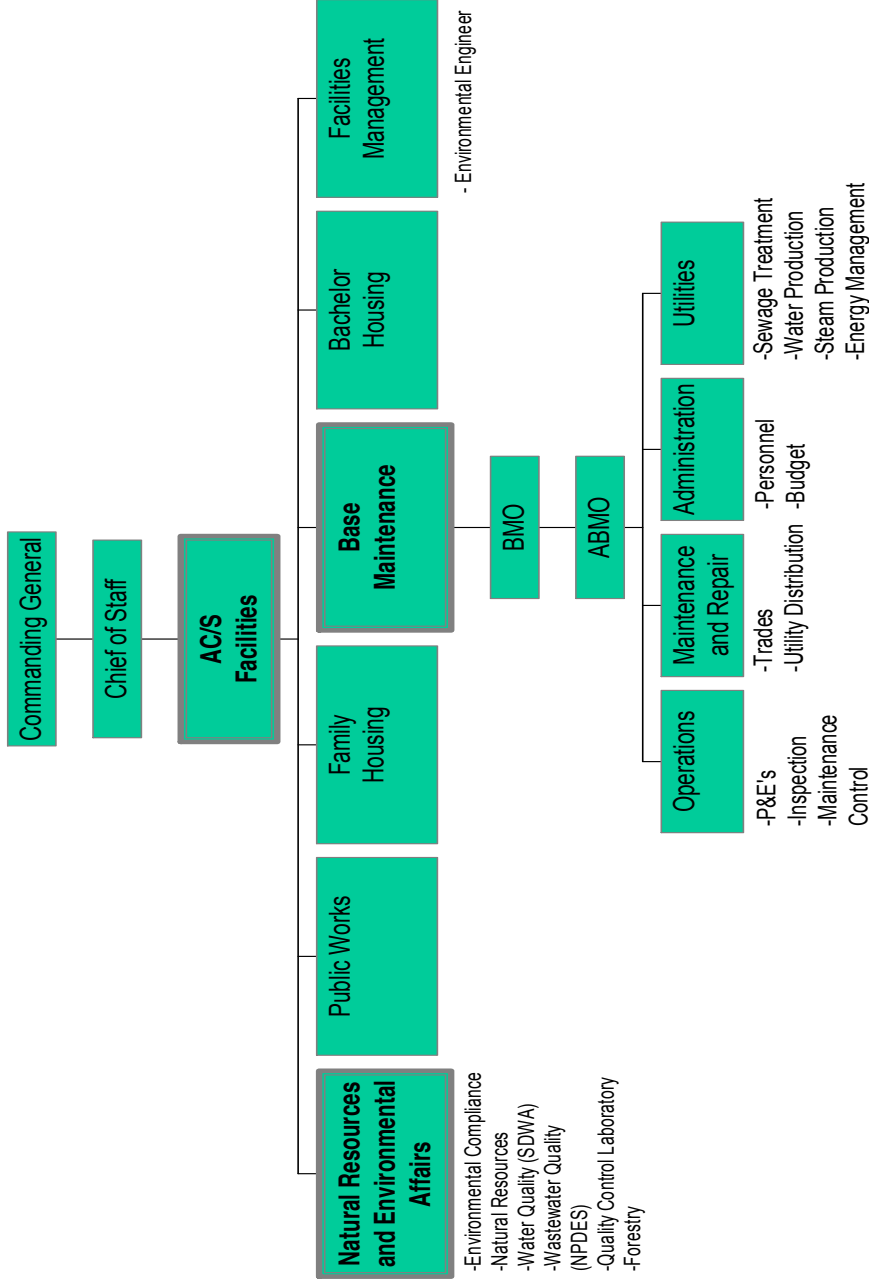 Commanding General
Chief of Staff
AC/S
Facilities
Natural Resources
and Environmental
Affairs
-Environmental Compliance
-Natural Resources
-Water Quality (SDWA)
-Wastewater Quality
(NPDES)
-Quality Control Laboratory
-Forestry
Public Works
Family
Housing
Base
Maintenance
Bachelor
Housing
Facilities
Management
- Environmental Engineer
BMO
ABMO
Operations
-P&E's
-Inspection
-Maintenance
Control
Maintenance
and Repair
-Trades
-Utility Distribution
Administration
-Personnel
-Budget
Utilities
-Sewage Treatment
-Water Production
-Steam Production
-Energy Management